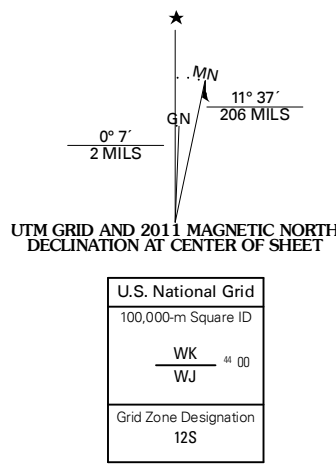 MN
11° 37´
206 MILS
GN
0° 7´
2 MILS
UTM GRID AND 2011 MAGNETIC NORTH
DECLINATION AT CENTER OF SHEET
U.S. National Grid
100,000-m Square ID
WK
44 00
WJ
Grid Zone Designation
12S